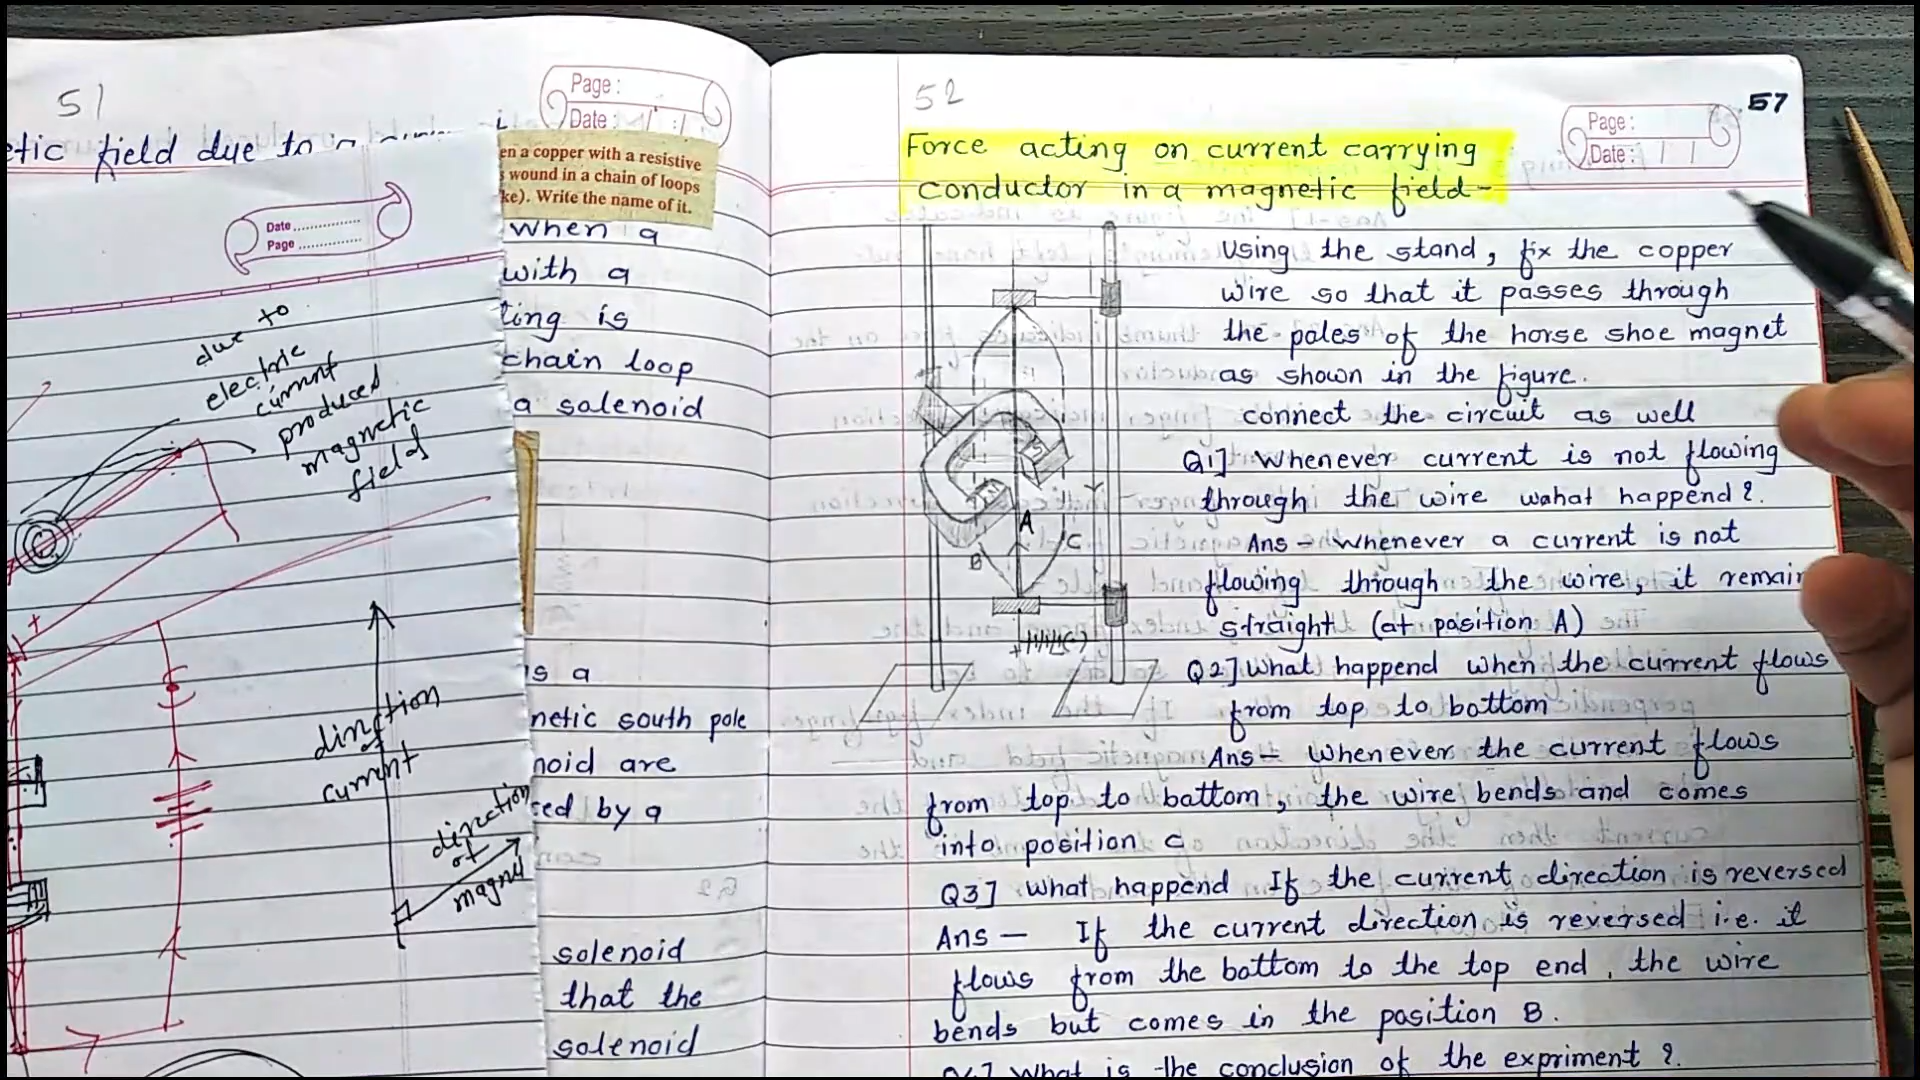 51
Page :
Date : / /
etic field due to a
en a copper with a resistive
s wound in a chain of loops
ke). Write the name of it.
Date ....................
Page ...................
when a
with a
ting is
chain loop
a solenoid
due to
electric
current
produced
magnetic
field
+
direction
of
current
direction
of
magne
is a
netic south pole
noid are
ced by a
solenoid
that the
solenoid
52
57
Page :
Date : / /
Force acting on current carrying
conductor in a magnetic field-
Using the stand, fix the copper
wire so that it passes through
the poles of the horse shoe magnet
as shown in the figure.
connect the circuit as well
Q1] Whenever current is not flowing
through the wire wahat happend?.
Ans - Whenever a current is not
flowing through the wire, it remain
straight (at position A)
Q2] What happend when the current flows
from top to bottom
Ans - Whenever the current flows
from top to battom, the wire bends and comes
into position C
Q3] What happend If the current direction is reversed
Ans - If the current direction is reversed i.e. it
flows from the bottom to the top end, the wire
bends but comes in the position B.
Q4] What is the conclusion of the expriment ?.
A
B
C
+ (-)